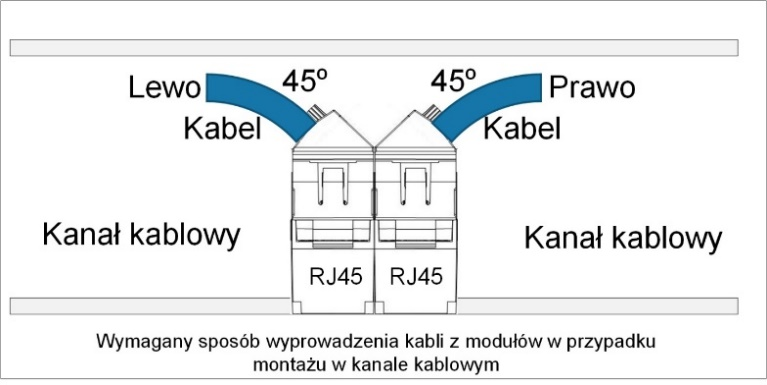 Lewo 45º 45º Prawo
Kabel Kabel
Kanał kablowy Kanał kablowy
RJ45 RJ45
Wymagany sposób wyprowadzenia kabli z modułów w przypadku
montażu w kanale kablowym